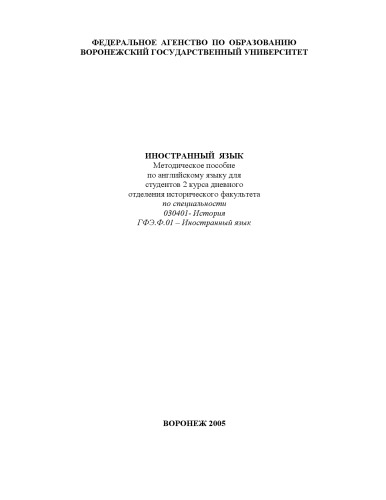 ФЕДЕРАЛЬНОЕ АГЕНСТВО ПО ОБРАЗОВАНИЮ
ВОРОНЕЖСКИЙ ГОСУДАРСТВЕННЫЙ УНИВЕРСИТЕТ
ИНОСТРАННЫЙ ЯЗЫК
Методическое пособие
по английскому языку для
студентов 2 курса дневного
отделения исторического факультета
по специальности
030401- История
ГФЭ.Ф.01 – Иностранный язык
ВОРОНЕЖ 2005